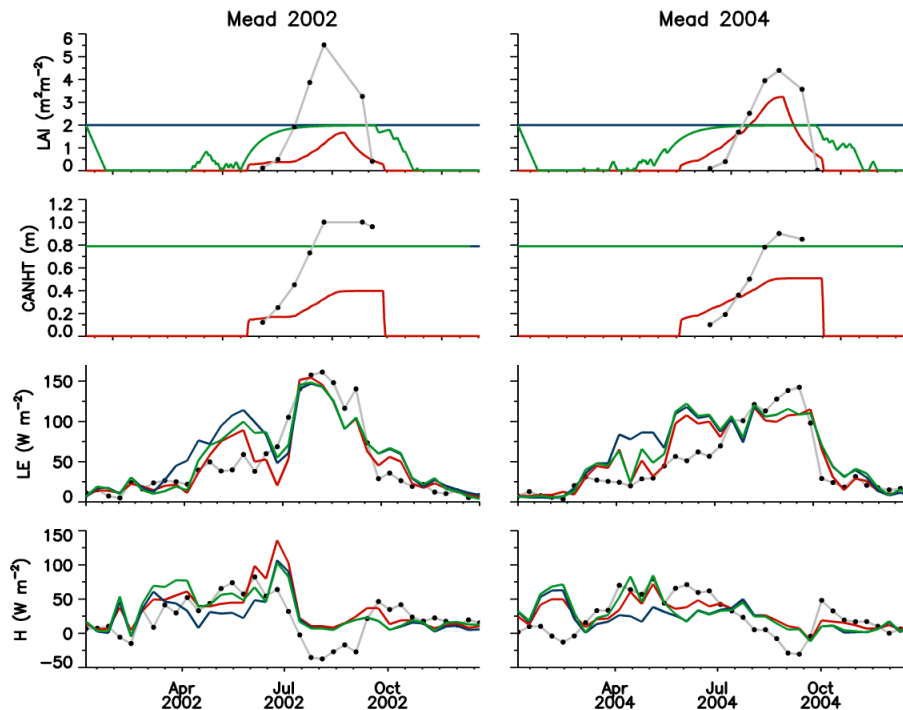 Mead 2002
Mead 2004
LAI (m²m⁻²)
6
5
4
3
2
1
0
CANHT (m)
1.2
1.0
0.8
0.6
0.4
0.2
0.0
LE (W m⁻²)
150
100
50
0
H (W m⁻²)
150
100
50
0
−50
Apr
2002
Jul
2002
Oct
2002
Apr
2004
Jul
2004
Oct
2004